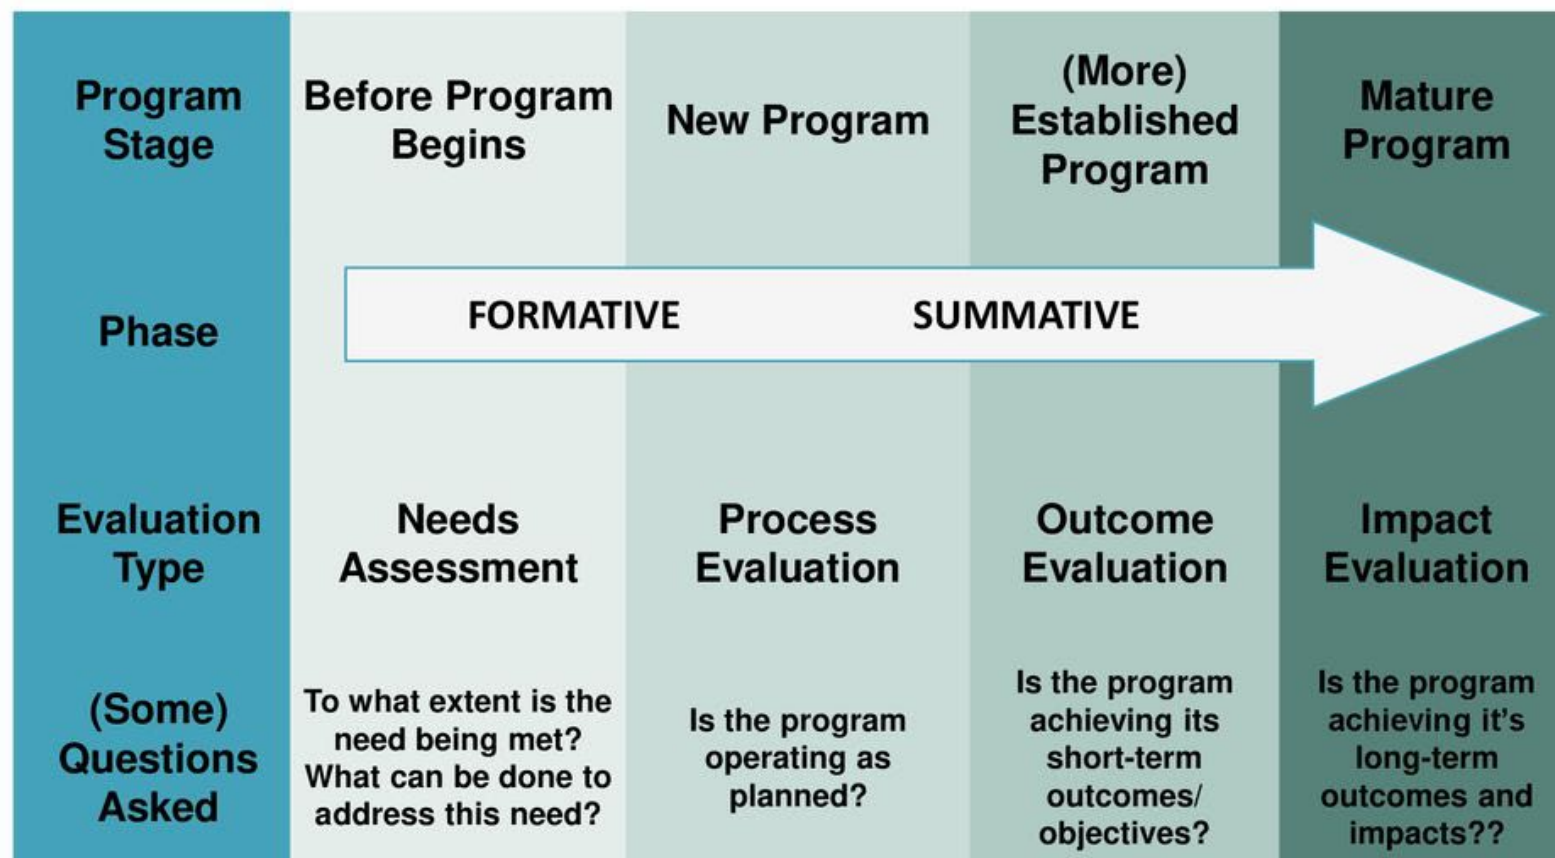 Program
Stage
Before Program
Begins
New Program
(More)
Established
Program
Mature
Program
Phase
FORMATIVE
SUMMATIVE
Evaluation
Type
Needs
Assessment
Process
Evaluation
Outcome
Evaluation
Impact
Evaluation
(Some)
Questions
Asked
To what extent is the
need being met?
What can be done to
address this need?
Is the program
operating as
planned?
Is the program
achieving its
short-term
outcomes/
objectives?
Is the program
achieving it's
long-term
outcomes and
impacts??